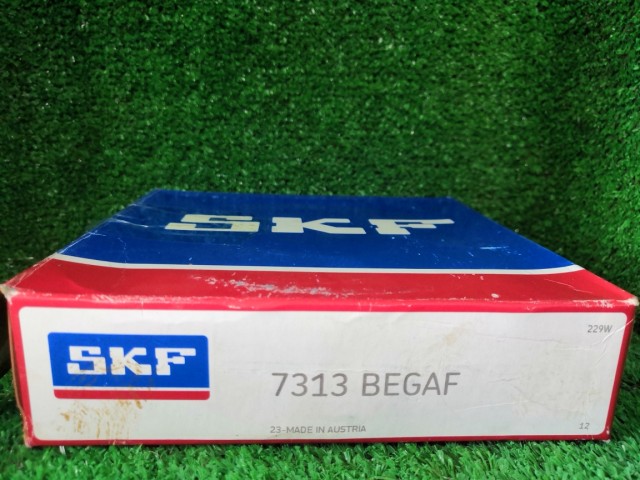 SKF
229W
SKF
7313 BEGAF
23-MADE IN AUSTRIA
12